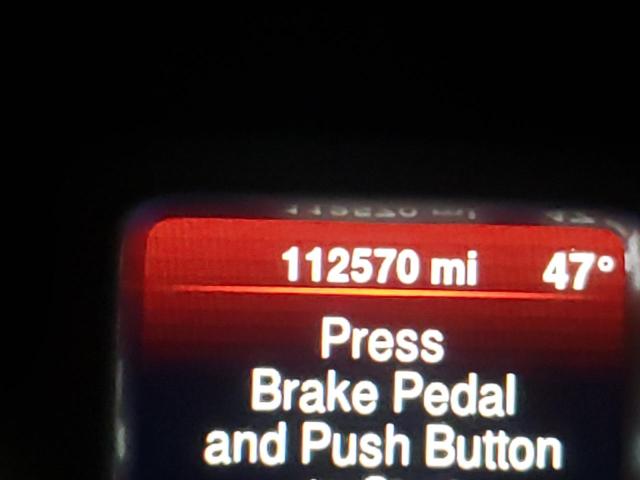 112570 mi 47°
Press
Brake Pedal
and Push Button